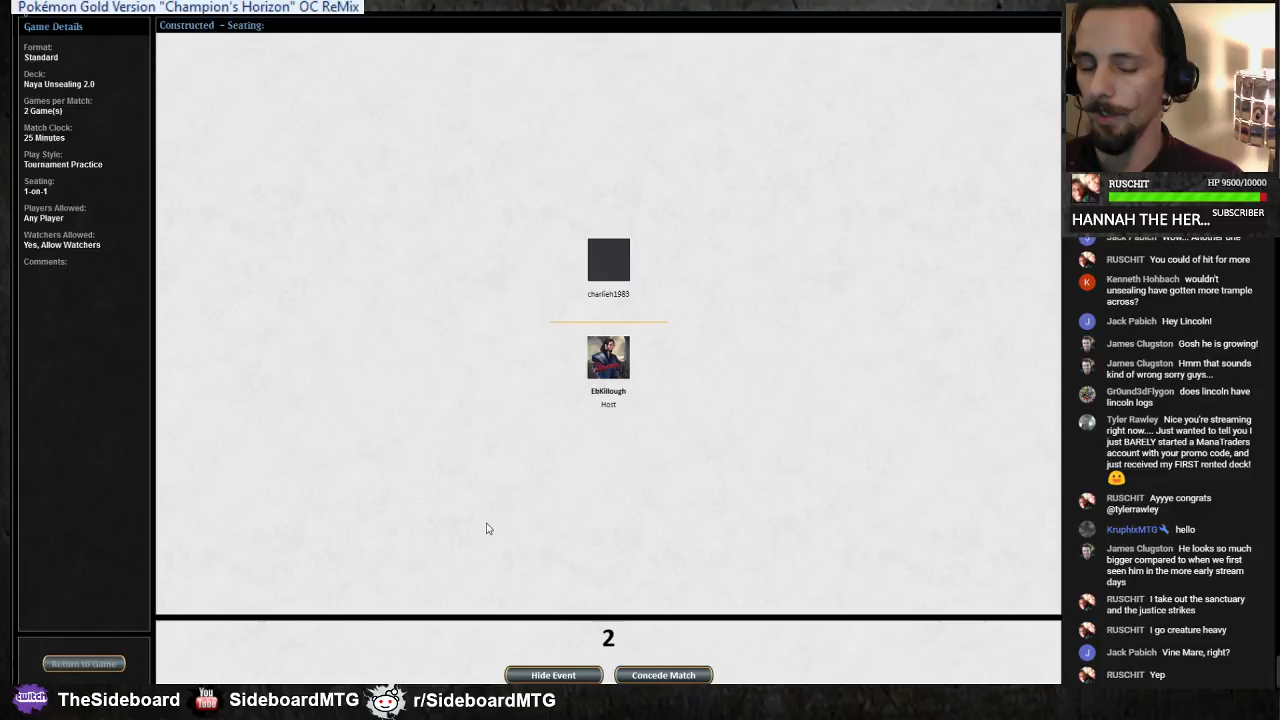 Pokémon Gold Version "Champion's Horizon" OC ReMix
Game Details
Format:
Standard
Deck:
Naya Unsealing 2.0
Games per Match:
2 Game(s)
Match Clock:
25 Minutes
Play Style:
Tournament Practice
Seating:
1-on-1
Players Allowed:
Any Player
Watchers Allowed:
Yes, Allow Watchers
Comments:
Return to Game
Constructed - Seating:
charlieh1983
EbKillough
Host
2
Hide Event
Concede Match
RUSCHIT
HP 9500/10000
HANNAH THE HER...
SUBSCRIBER
Jack Pabich Wow... Another one
RUSCHIT You could of hit for more
Kenneth Hohbach wouldn't
unsealing have gotten more trample
across?
Jack Pabich Hey Lincoln!
James Clugston Gosh he is growing!
James Clugston Hmm that sounds
kind of wrong sorry guys...
Gr0und3dFlygon does lincoln have
lincoln logs
Tyler Rawley Nice you're streaming
right now.... Just wanted to tell you I
just BARELY started a ManaTraders
account with your promo code, and
just received my FIRST rented deck!
RUSCHIT Ayyye congrats
@tylerrawley
KruphixMTG hello
James Clugston He looks so much
bigger compared to when we first
seen him in the more early stream
days
RUSCHIT I take out the sanctuary
and the justice strikes
RUSCHIT I go creature heavy
Jack Pabich Vine Mare, right?
RUSCHIT Yep
twitch TheSideboard You Tube SideboardMTG r/SideboardMTG